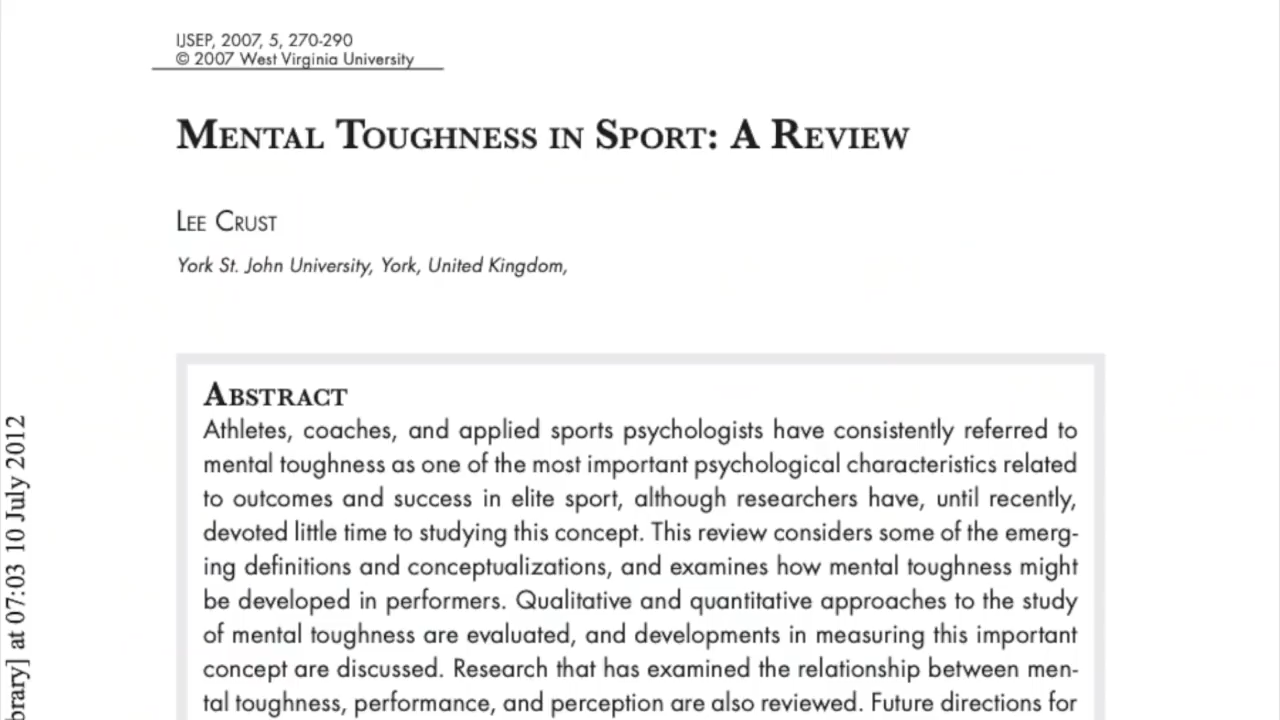 IJSEP, 2007, 5, 270-290
© 2007 West Virginia University
MENTAL TOUGHNESS IN SPORT: A REVIEW
LEE CRUST
York St. John University, York, United Kingdom,
ABSTRACT
Athletes, coaches, and applied sports psychologists have consistently referred to
mental toughness as one of the most important psychological characteristics related
to outcomes and success in elite sport, although researchers have, until recently,
devoted little time to studying this concept. This review considers some of the emerg-
ing definitions and conceptualizations, and examines how mental toughness might
be developed in performers. Qualitative and quantitative approaches to the study
of mental toughness are evaluated, and developments in measuring this important
concept are discussed. Research that has examined the relationship between men-
tal toughness, performance, and perception are also reviewed. Future directions for
brary] at 07:03 10 July 2012